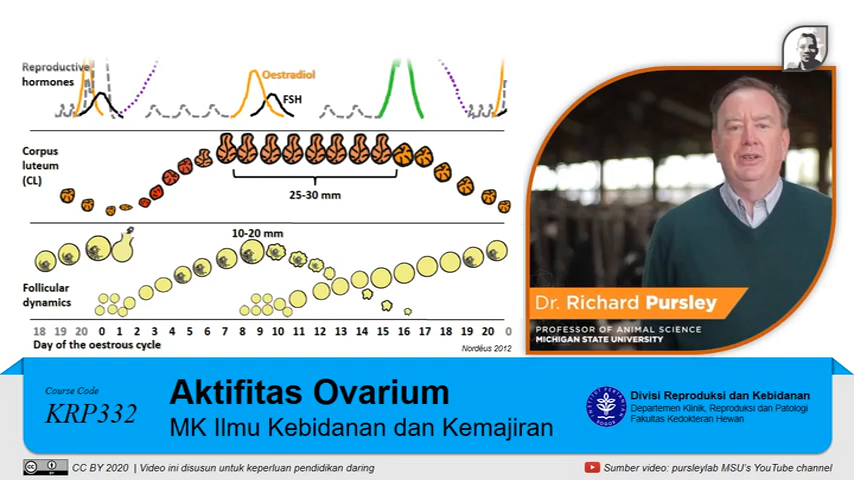 Reproductive
hormones
Oestradiol
FSH
Corpus
luteum
(CL)
25-30 mm
10-20 mm
Follicular
dynamics
18 19 20 0 1 2 3 4 5 6 7 8 9 10 11 12 13 14 15 16 17 18 19 20 0
Day of the oestrous cycle
Nordéus 2012
Dr. Richard Pursley
PROFESSOR OF ANIMAL SCIENCE
MICHIGAN STATE UNIVERSITY
Course Code
KRP332
Aktifitas Ovarium
MK Ilmu Kebidanan dan Kemajiran
INSTITUT PERTANIAN
BOGOR
Divisi Reproduksi dan Kebidanan
Departemen Klinik, Reproduksi dan Patologi
Fakultas Kedokteran Hewan
cc
BY
CC BY 2020 | Video ini disusun untuk keperluan pendidikan daring
Sumber video: pursleylab MSU's YouTube channel